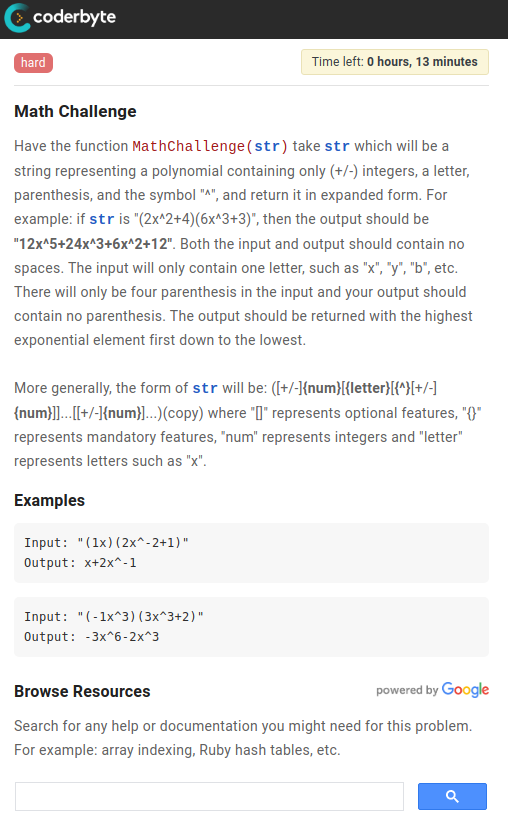 coderbyte
hard
Time left: 0 hours, 13 minutes
Math Challenge
Have the function MathChallenge(str) take str which will be a
string representing a polynomial containing only (+/-) integers, a letter,
parenthesis, and the symbol "^", and return it in expanded form. For
example: if str is "(2x^2+4)(6x^3+3)", then the output should be
"12x^5+24x^3+6x^2+12". Both the input and output should contain no
spaces. The input will only contain one letter, such as "x", "y", "b", etc.
There will only be four parenthesis in the input and your output should
contain no parenthesis. The output should be returned with the highest
exponential element first down to the lowest.
More generally, the form of str will be: ([+/-]{num}[{letter}[{^}[+/-]
{num}]]...[[+/-]{num}]...)(copy) where "[]" represents optional features, "{}"
represents mandatory features, "num" represents integers and "letter"
represents letters such as "x".
Examples
Input: "(1x)(2x^-2+1)"
Output: x+2x^-1
Input: "(-1x^3)(3x^3+2)"
Output: -3x^6-2x^3
Browse Resources
powered by Google
Search for any help or documentation you might need for this problem.
For example: array indexing, Ruby hash tables, etc.